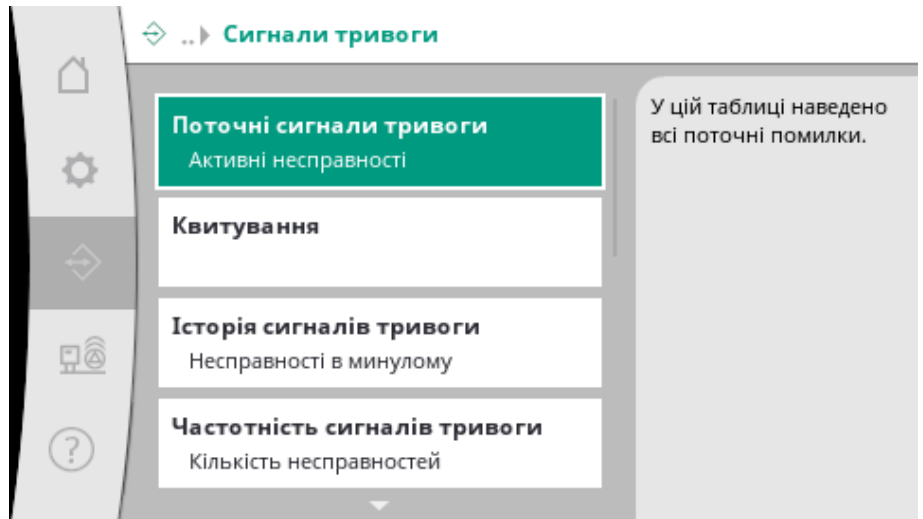 ..▸ Сигнали тривоги
Поточні сигнали тривоги
Активні несправності
Квитування
Історія сигналів тривоги
Несправності в минулому
Частотність сигналів тривоги
Кількість несправностей
У цій таблиці наведено
всі поточні помилки.
?